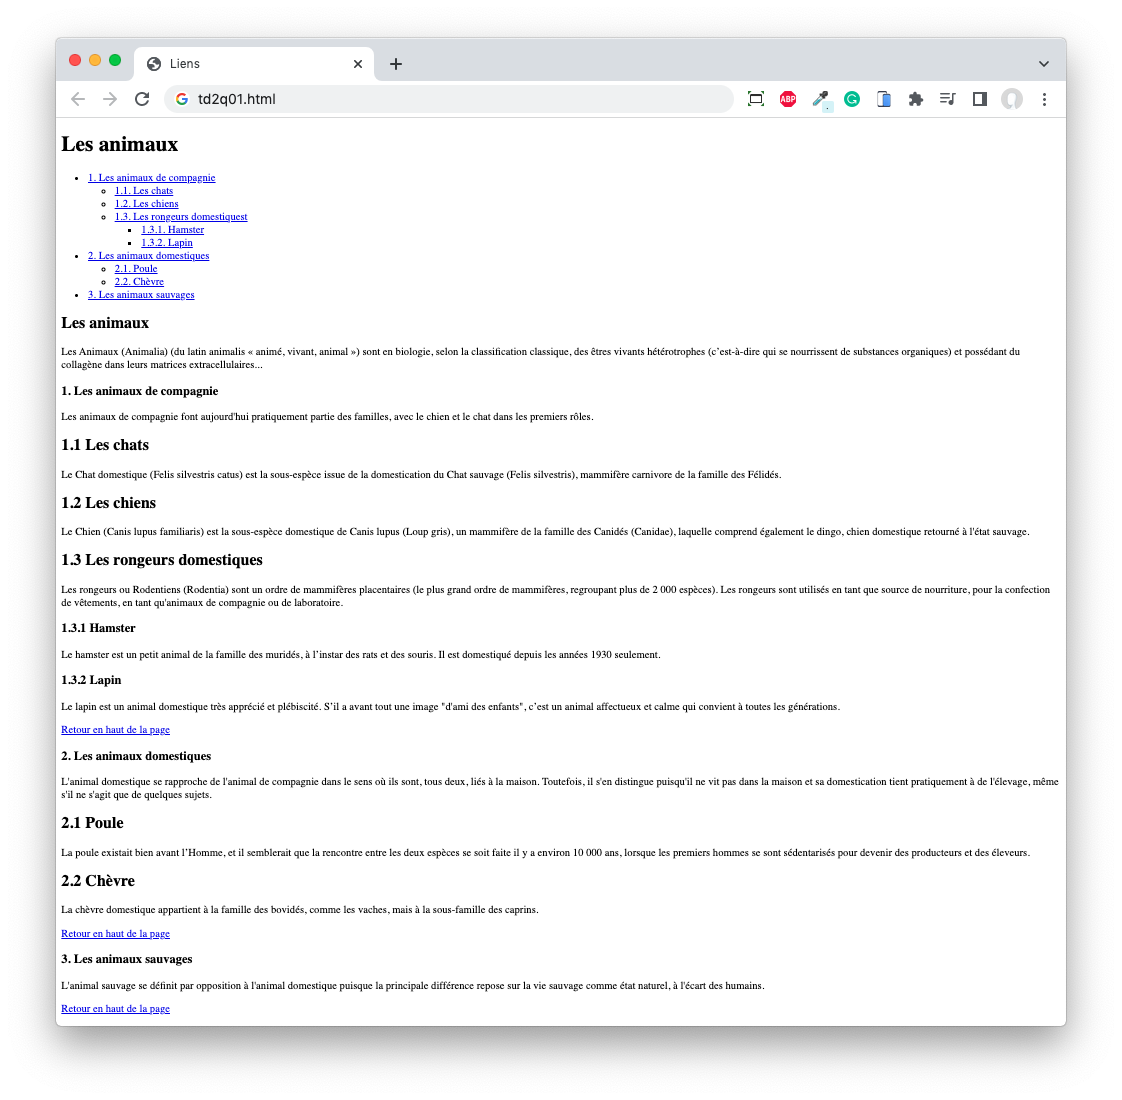 Liens
td2q01.html
ABP
Les animaux
1. Les animaux de compagnie
1.1. Les chats
1.2. Les chiens
1.3. Les rongeurs domestiquest
1.3.1. Hamster
1.3.2. Lapin
2. Les animaux domestiques
2.1. Poule
2.2. Chèvre
3. Les animaux sauvages
Les animaux
Les Animaux (Animalia) (du latin animalis « animé, vivant, animal ») sont en biologie, selon la classification classique, des êtres vivants hétérotrophes (c’est-à-dire qui se nourrissent de substances organiques) et possédant du
collagène dans leurs matrices extracellulaires...
1. Les animaux de compagnie
Les animaux de compagnie font aujourd'hui pratiquement partie des familles, avec le chien et le chat dans les premiers rôles.
1.1 Les chats
Le Chat domestique (Felis silvestris catus) est la sous-espèce issue de la domestication du Chat sauvage (Felis silvestris), mammifère carnivore de la famille des Félidés.
1.2 Les chiens
Le Chien (Canis lupus familiaris) est la sous-espèce domestique de Canis lupus (Loup gris), un mammifère de la famille des Canidés (Canidae), laquelle comprend également le dingo, chien domestique retourné à l'état sauvage.
1.3 Les rongeurs domestiques
Les rongeurs ou Rodentiens (Rodentia) sont un ordre de mammifères placentaires (le plus grand ordre de mammifères, regroupant plus de 2 000 espèces). Les rongeurs sont utilisés en tant que source de nourriture, pour la confection
de vêtements, en tant qu'animaux de compagnie ou de laboratoire.
1.3.1 Hamster
Le hamster est un petit animal de la famille des muridés, à l’instar des rats et des souris. Il est domestiqué depuis les années 1930 seulement.
1.3.2 Lapin
Le lapin est un animal domestique très apprécié et plébiscité. S’il a avant tout une image "d'ami des enfants", c’est un animal affectueux et calme qui convient à toutes les générations.
Retour en haut de la page
2. Les animaux domestiques
L'animal domestique se rapproche de l'animal de compagnie dans le sens où ils sont, tous deux, liés à la maison. Toutefois, il s'en distingue puisqu'il ne vit pas dans la maison et sa domestication tient pratiquement à de l'élevage, même
s'il ne s'agit que de quelques sujets.
2.1 Poule
La poule existait bien avant l’Homme, et il semblerait que la rencontre entre les deux espèces se soit faite il y a environ 10 000 ans, lorsque les premiers hommes se sont sédentarisés pour devenir des producteurs et des éleveurs.
2.2 Chèvre
La chèvre domestique appartient à la famille des bovidés, comme les vaches, mais à la sous-famille des caprins.
Retour en haut de la page
3. Les animaux sauvages
L'animal sauvage se définit par opposition à l'animal domestique puisque la principale différence repose sur la vie sauvage comme état naturel, à l'écart des humains.
Retour en haut de la page